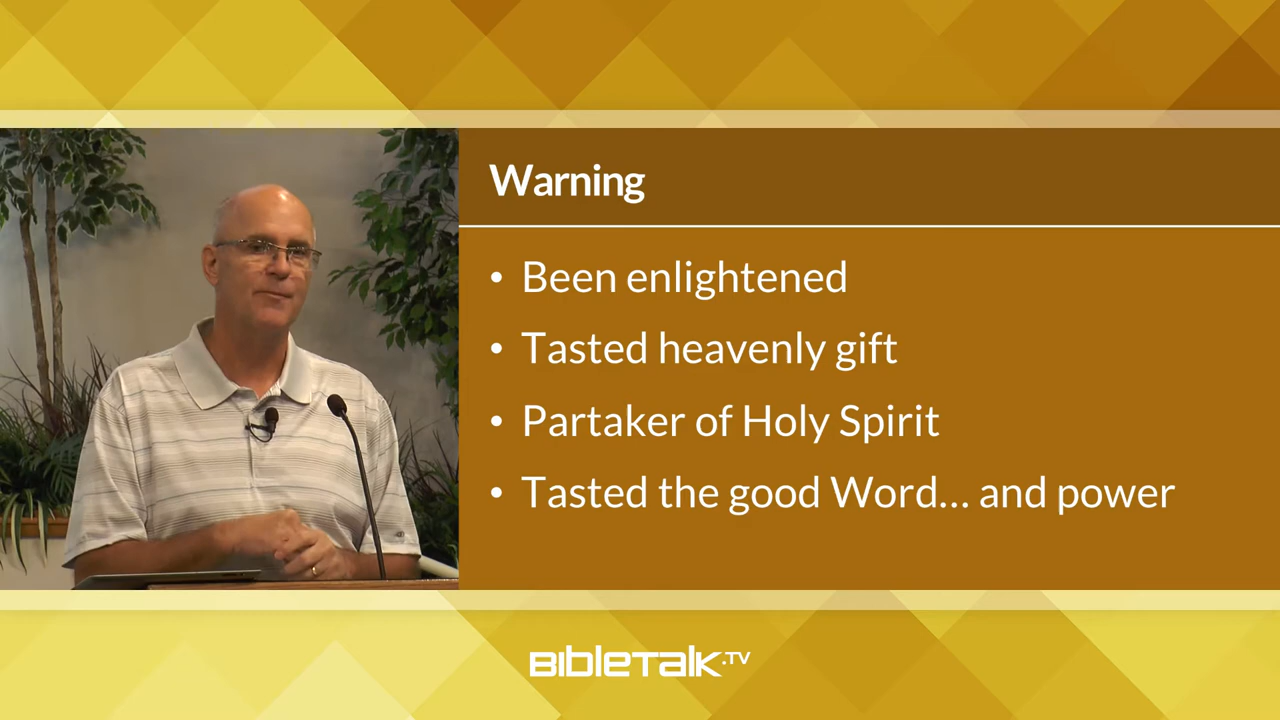 Warning
• Been enlightened
• Tasted heavenly gift
• Partaker of Holy Spirit
• Tasted the good Word... and power
BIBLETALK.TV